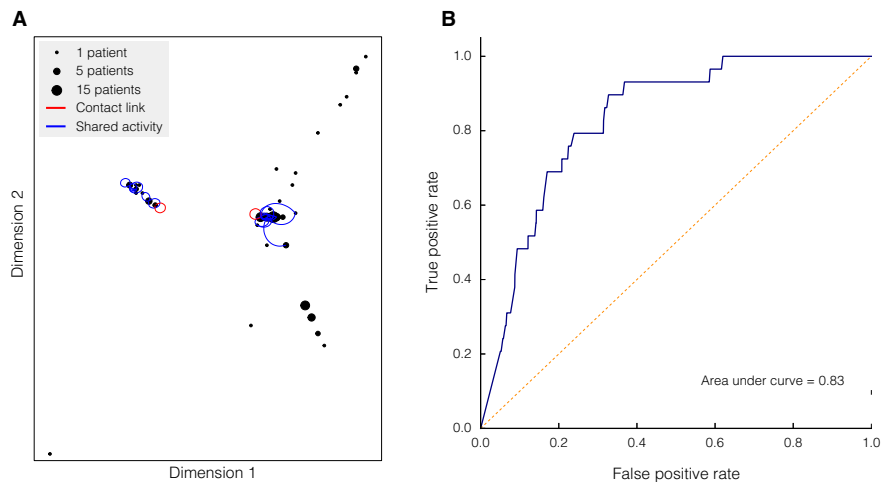 A
1 patient
5 patients
15 patients
Contact link
Shared activity
Dimension 2
Dimension 1
B
1.0
0.8
0.6
0.4
0.2
0.0
True positive rate
Area under curve = 0.83
0.0
0.2
0.4
0.6
0.8
1.0
False positive rate